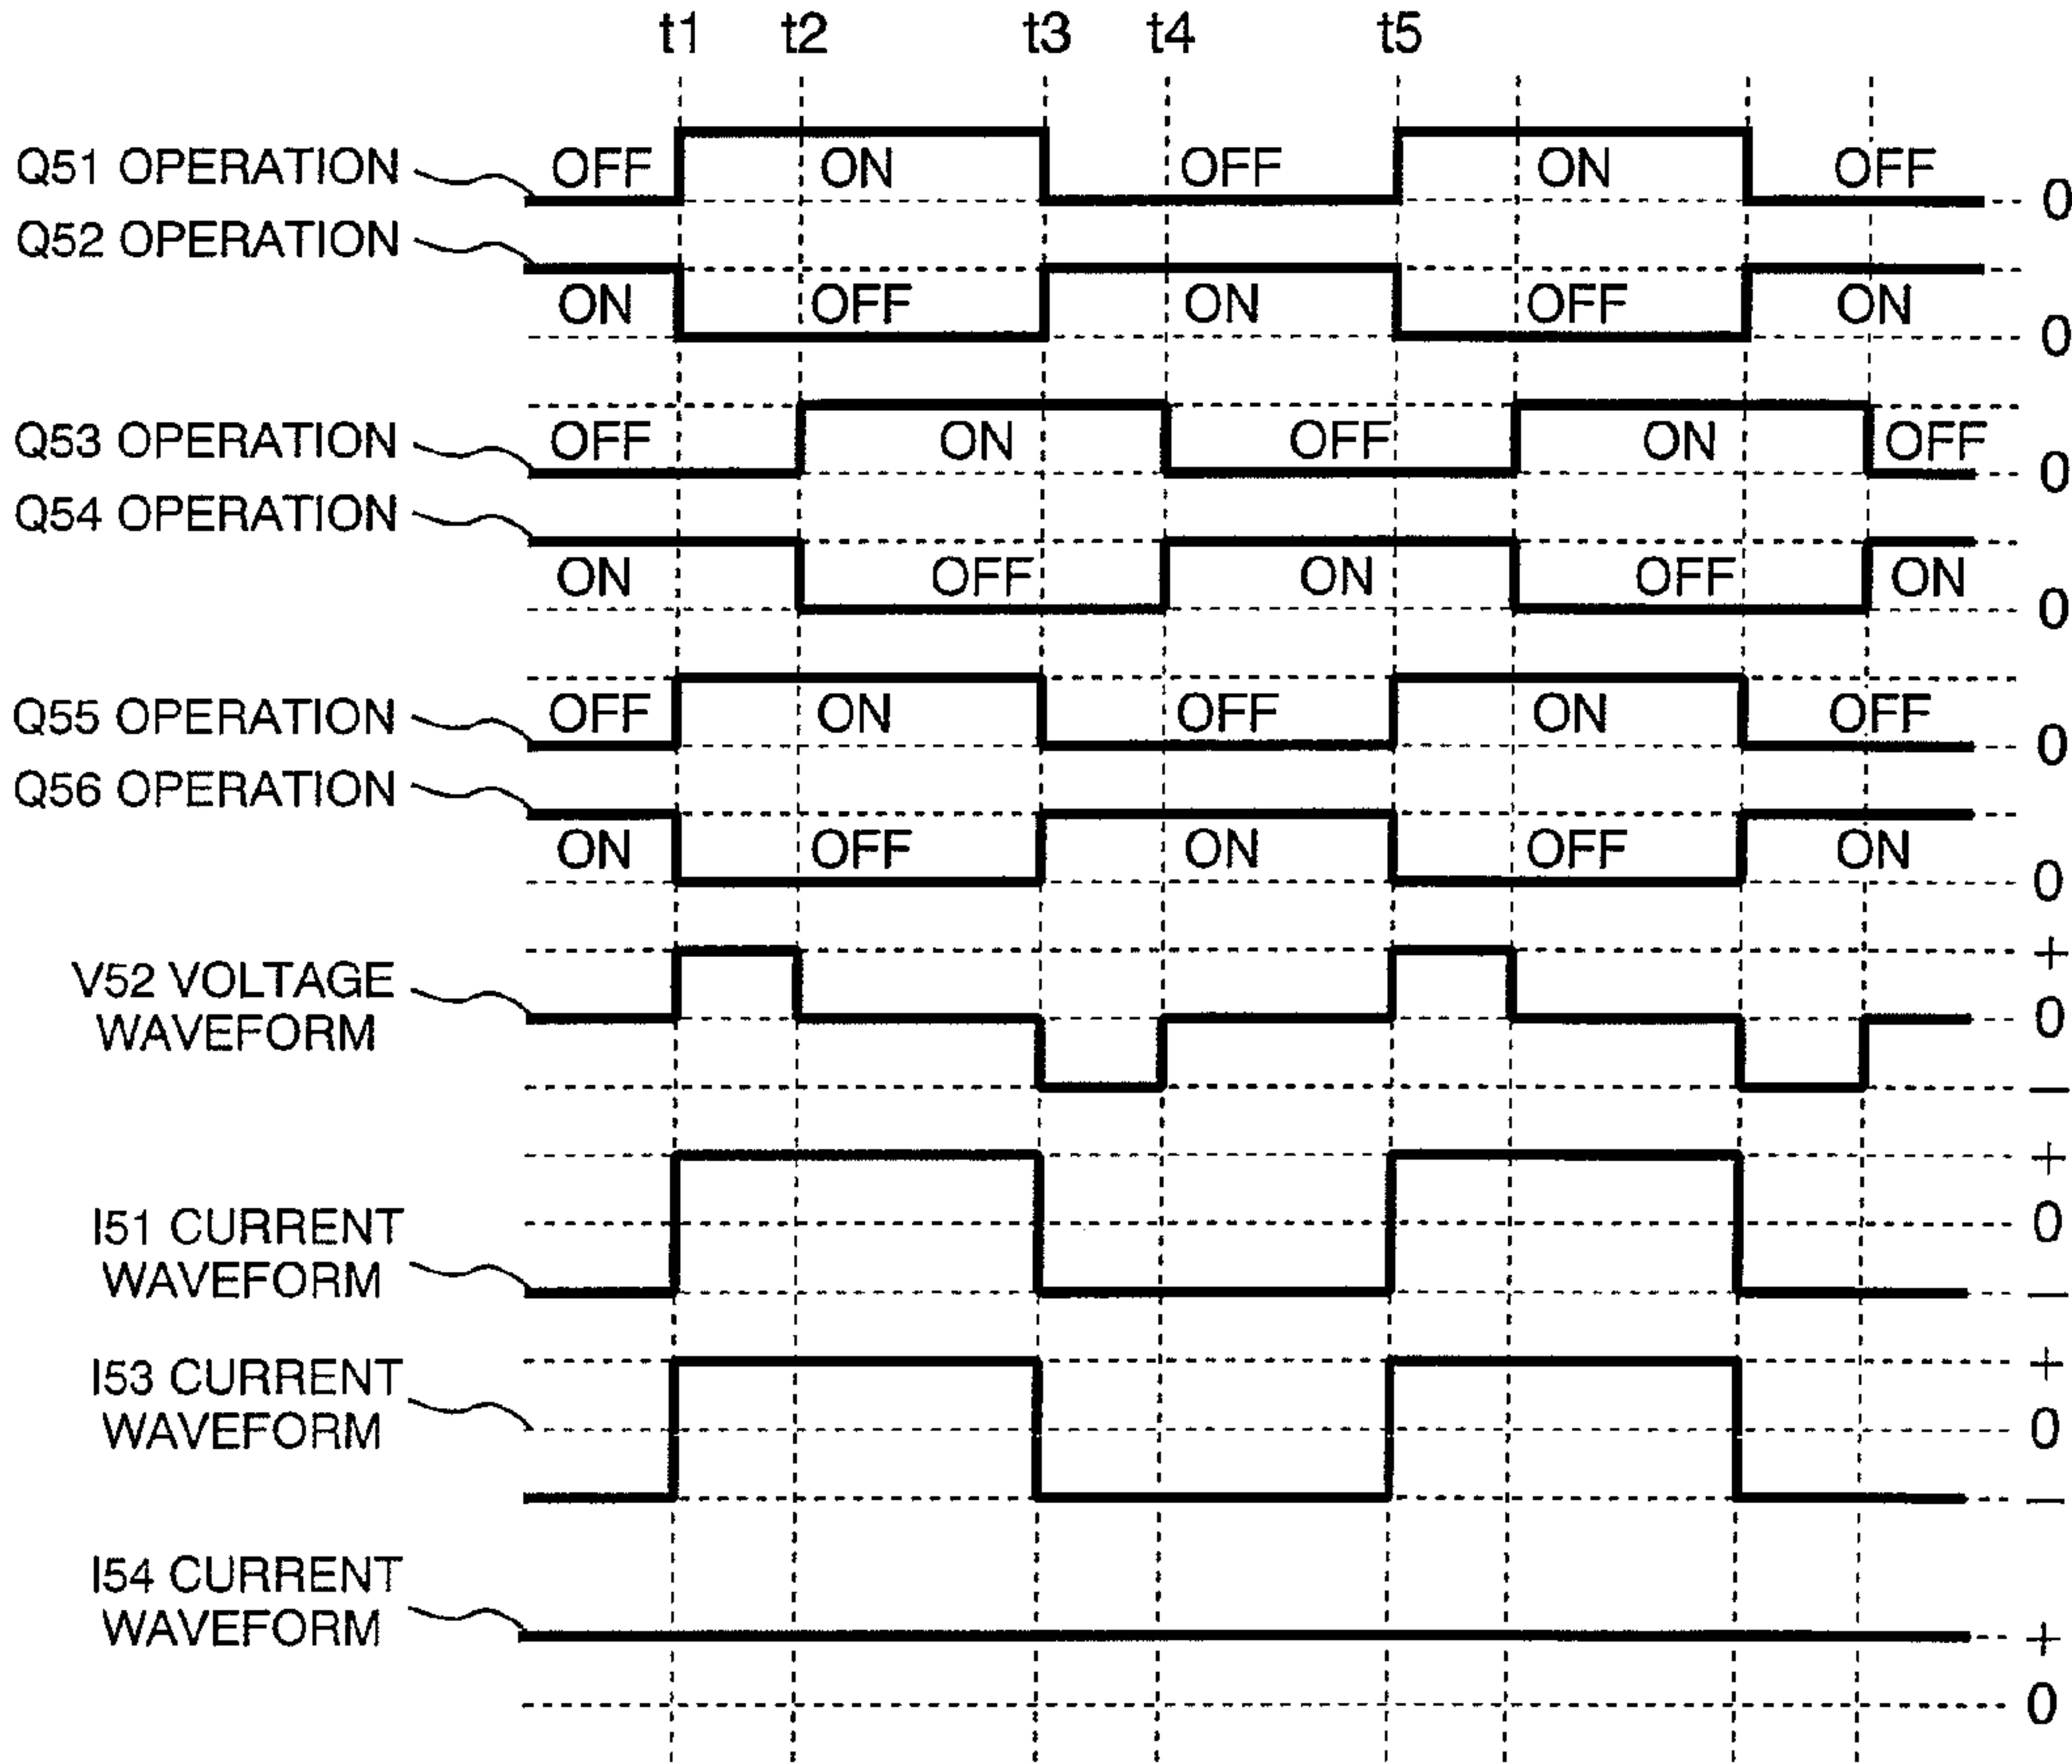 t1 t2 t3 t4 t5
Q51 OPERATION OFF ON OFF ON OFF 0
Q52 OPERATION
ON OFF ON OFF ON 0
Q53 OPERATION OFF ON OFF ON OFF 0
Q54 OPERATION
ON OFF ON OFF ON 0
Q55 OPERATION OFF ON OFF ON OFF 0
Q56 OPERATION
ON OFF ON OFF ON 0
+
V52 VOLTAGE
WAVEFORM
0
−
+
I51 CURRENT
WAVEFORM
0
−
+
I53 CURRENT
WAVEFORM
0
−
I54 CURRENT
WAVEFORM
+
0